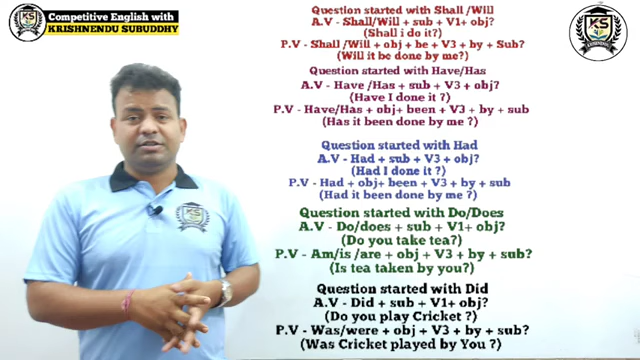 Competitive English with
KRISHNENDU SUBUDDHY
KS
Question started with Shall /Will
A.V - Shall/Will + sub + V1+ obj?
(Shall i do it?)
P.V - Shall /Will + obj + be + V3 + by + Sub?
(Will it be done by me?)
Question started with Have/Has
A.V - Have /Has + sub + V3 + obj?
(Have I done it ?)
P.V - Have/Has + obj+ been + V3 + by + sub
(Has it been done by me ?)
Question started with Had
A.V - Had + sub + V3 + obj?
(Had I done it ?)
P.V - Had + obj+ been + V3 + by + sub
(Had it been done by me ?)
Question started with Do/Does
A.V - Do/does + sub + V1+ obj?
(Do you take tea?)
P.V - Am/is /are + obj + V3 + by + sub?
(Is tea taken by you?)
Question started with Did
A.V - Did + sub + V1+ obj?
(Do you play Cricket ?)
P.V - Was/were + obj + V3 + by + sub?
(Was Cricket played by You ?)
KS
KS